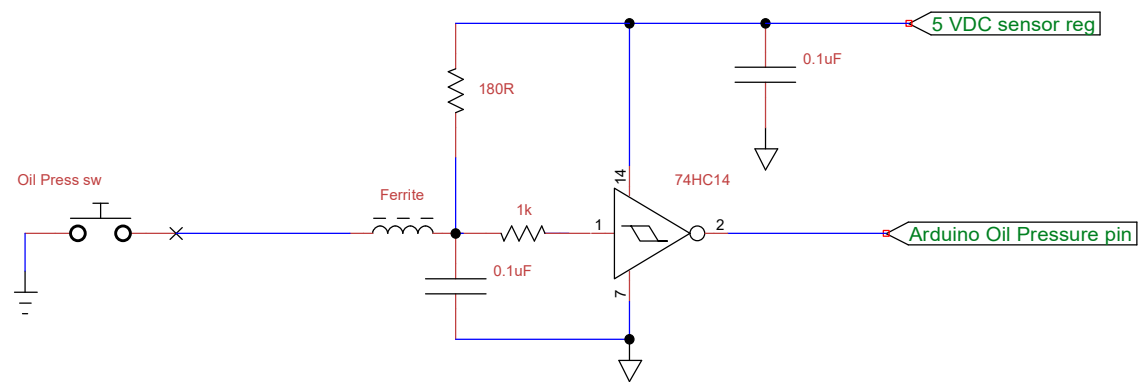 5 VDC sensor reg
0.1uF
180R
Oil Press sw
14
74HC14
Ferrite
1k
1
2
Arduino Oil Pressure pin
0.1uF
7